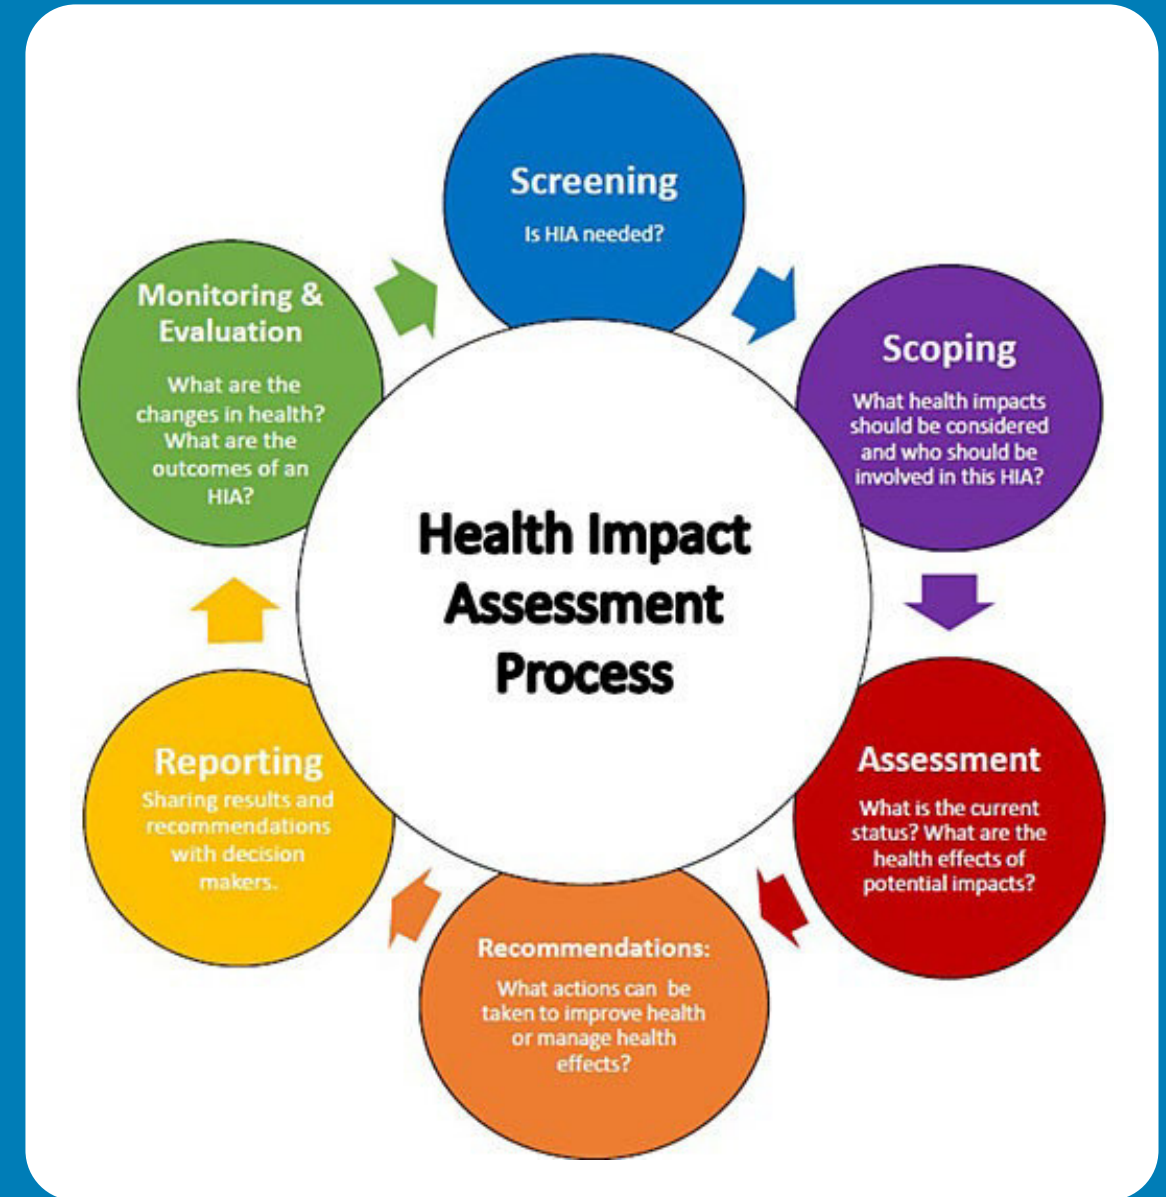 Screening
Is HIA needed?
Scoping
What health impacts
should be considered
and who should be
involved in this HIA?
Assessment
What is the current
status? What are the
health effects of
potential impacts?
Recommendations:
What actions can be
taken to improve health
or manage health
effects?
Reporting
Sharing results and
recommendations
with decision
makers.
Monitoring &
Evaluation
What are the
changes in health?
What are the
outcomes of an
HIA?
Health Impact
Assessment
Process